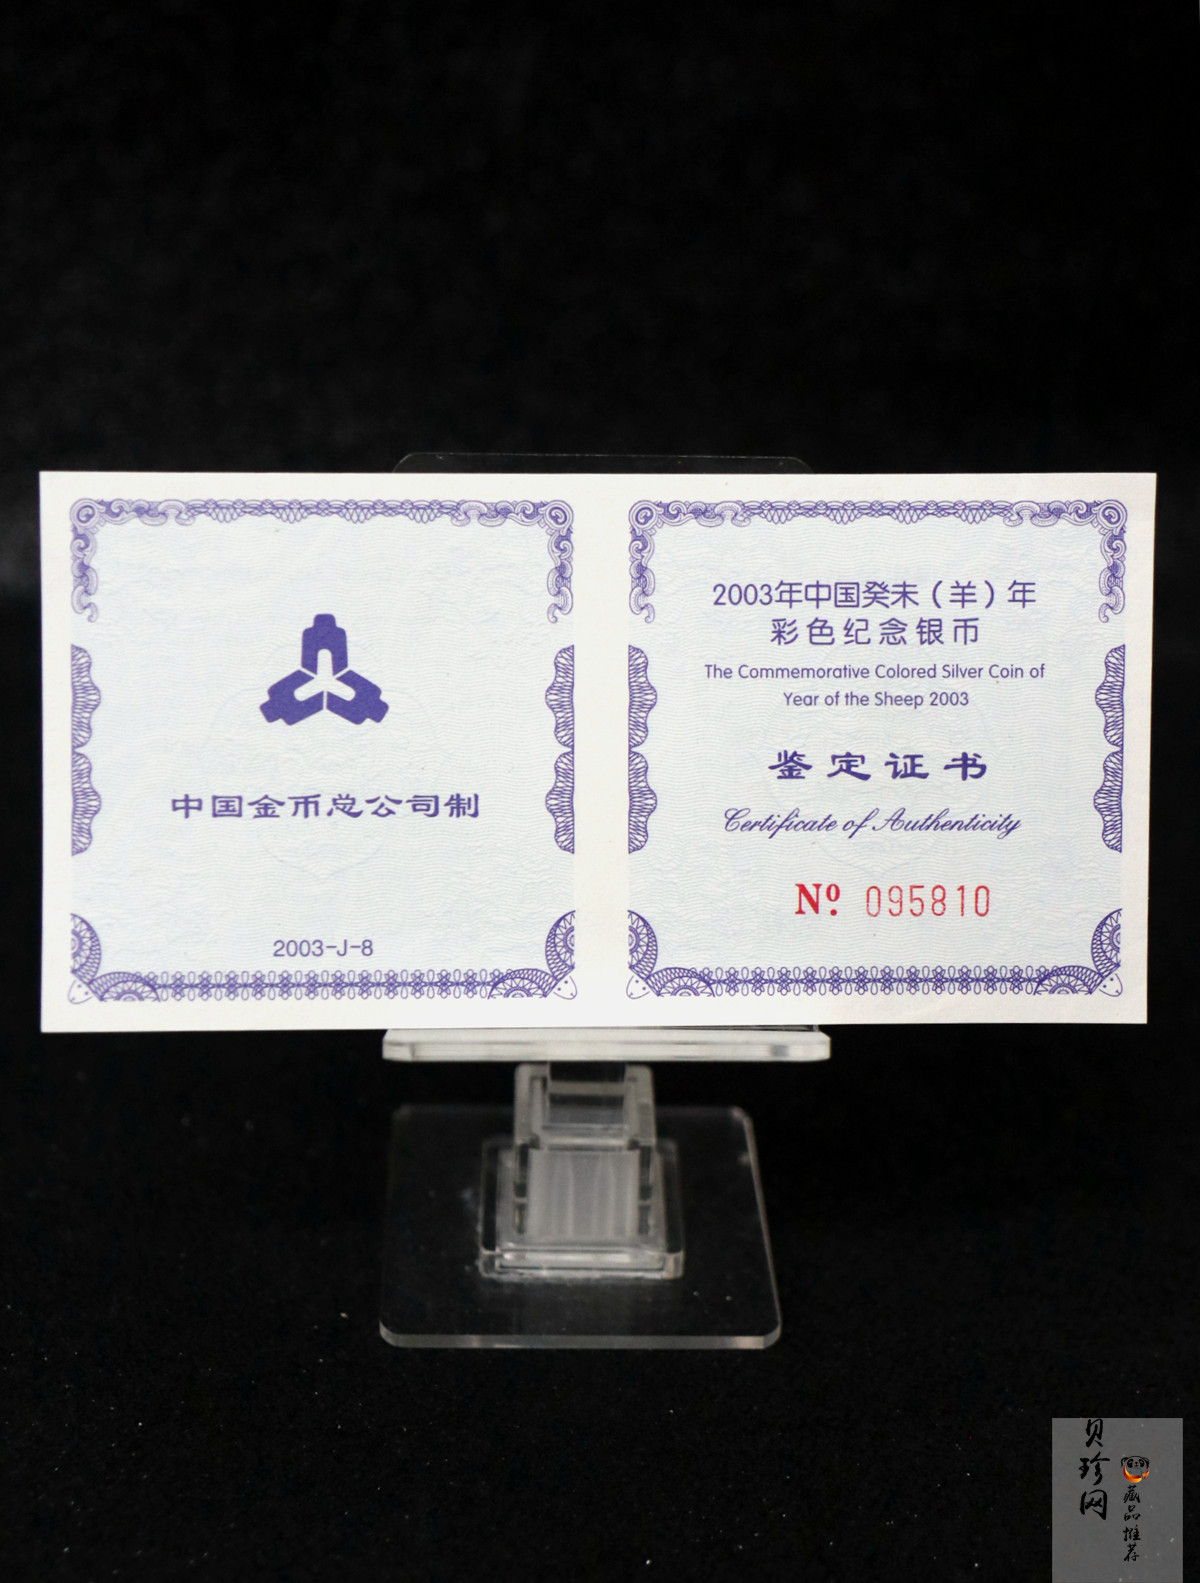 中国金币总公司制
2003-J-8
2003年中国癸未（羊）年
彩色纪念银币
The Commemorative Colored Silver Coin of
Year of the Sheep 2003
鉴定证书
Certificate of Authenticity
Nº. 095810
贝珍网
藏品推荐